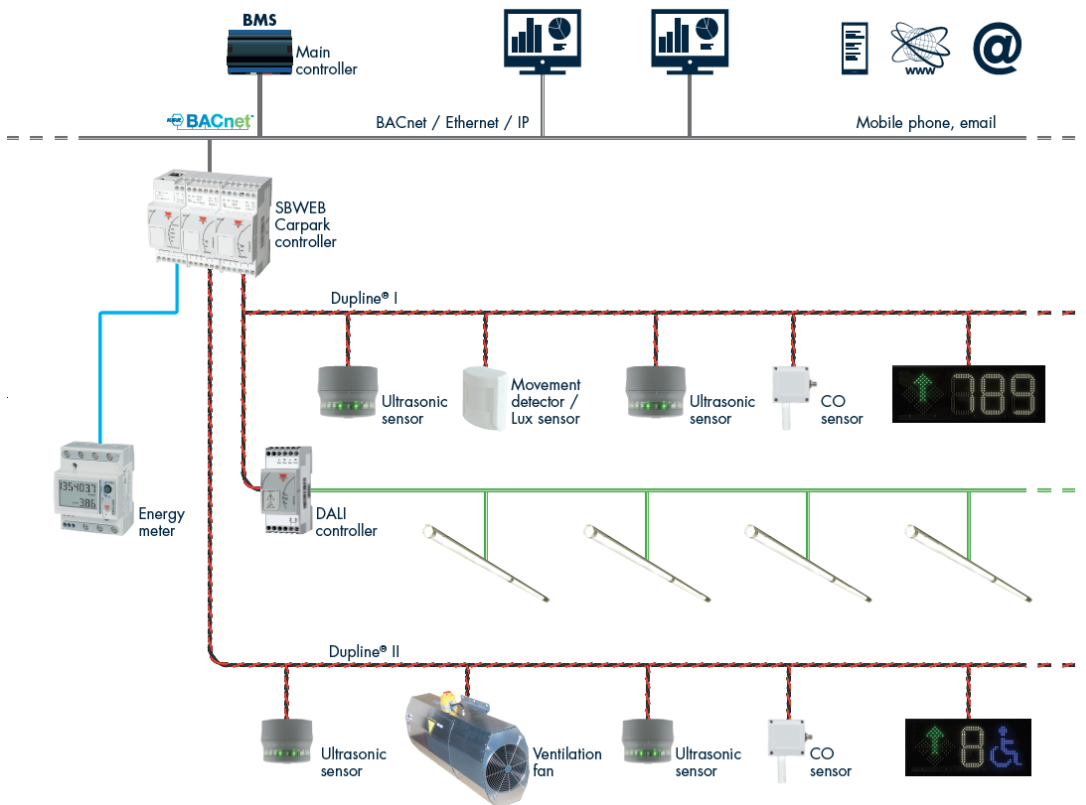 BMS
Main
controller
www
@
BACnet™
BACnet / Ethernet / IP
Mobile phone, email
SBWEB
Carpark
controller
Dupline® I
Ultrasonic
sensor
Movement
detector /
Lux sensor
Ultrasonic
sensor
CO
sensor
789
1354037
386
Energy
meter
DALI
controller
Dupline® II
Ultrasonic
sensor
Ventilation
fan
Ultrasonic
sensor
CO
sensor
8